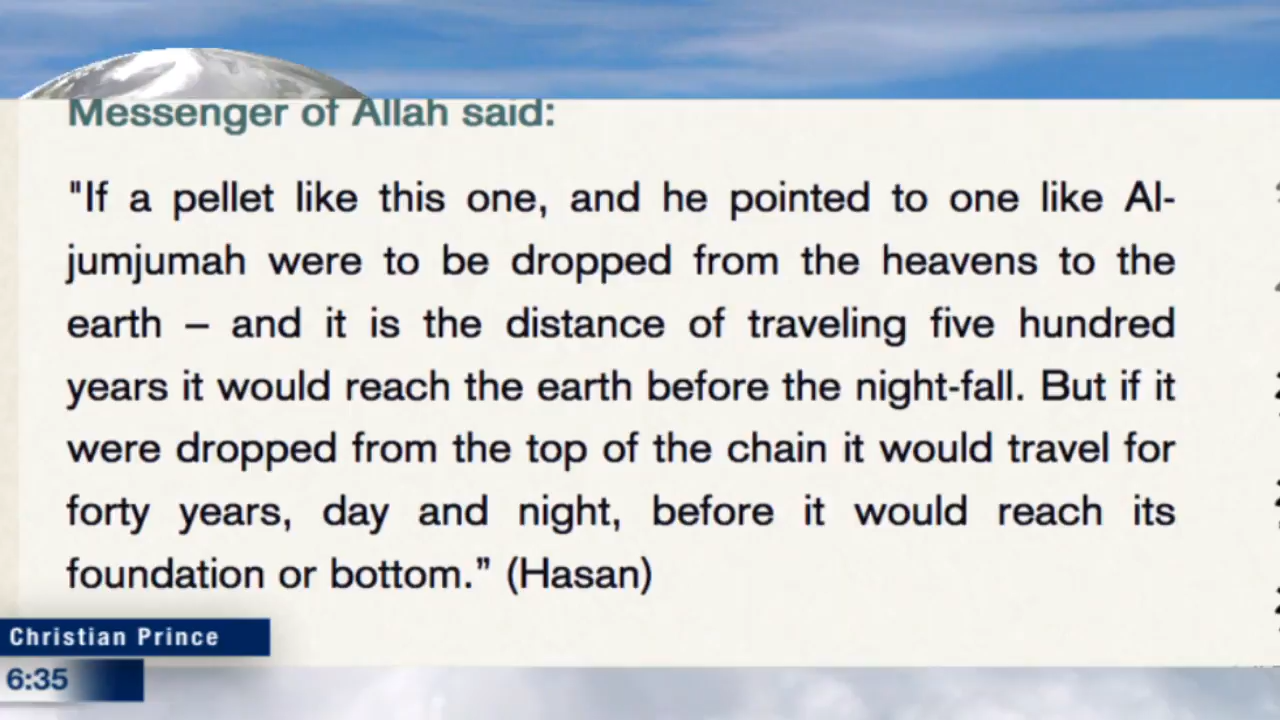 Messenger of Allah said:
"If a pellet like this one, and he pointed to one like Al-
jumjumah were to be dropped from the heavens to the
earth – and it is the distance of traveling five hundred
years it would reach the earth before the night-fall. But if it
were dropped from the top of the chain it would travel for
forty years, day and night, before it would reach its
foundation or bottom.” (Hasan)
Christian Prince
6:35